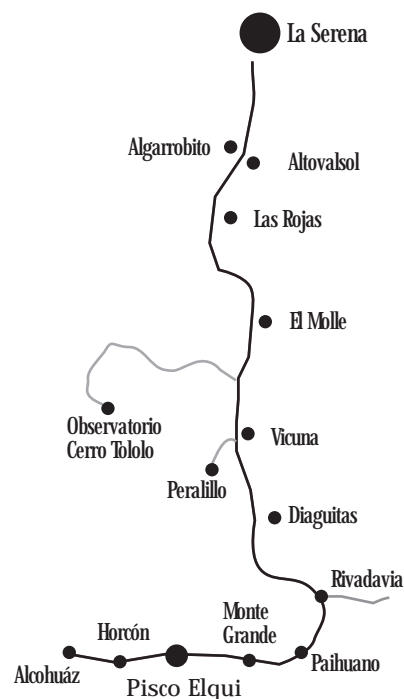 La Serena
Algarrobito
Altovalsol
Las Rojas
El Molle
Observatorio
Cerro Tololo
Vicuna
Peralillo
Diaguitas
Rivadavia
Monte
Grande
Horcón
Paihuano
Alcohuáz
Pisco Elqui